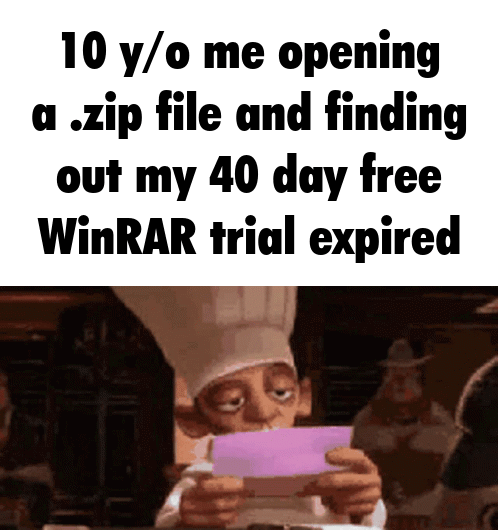 10 y/o me opening
a .zip file and finding
out my 40 day free
WinRAR trial expired